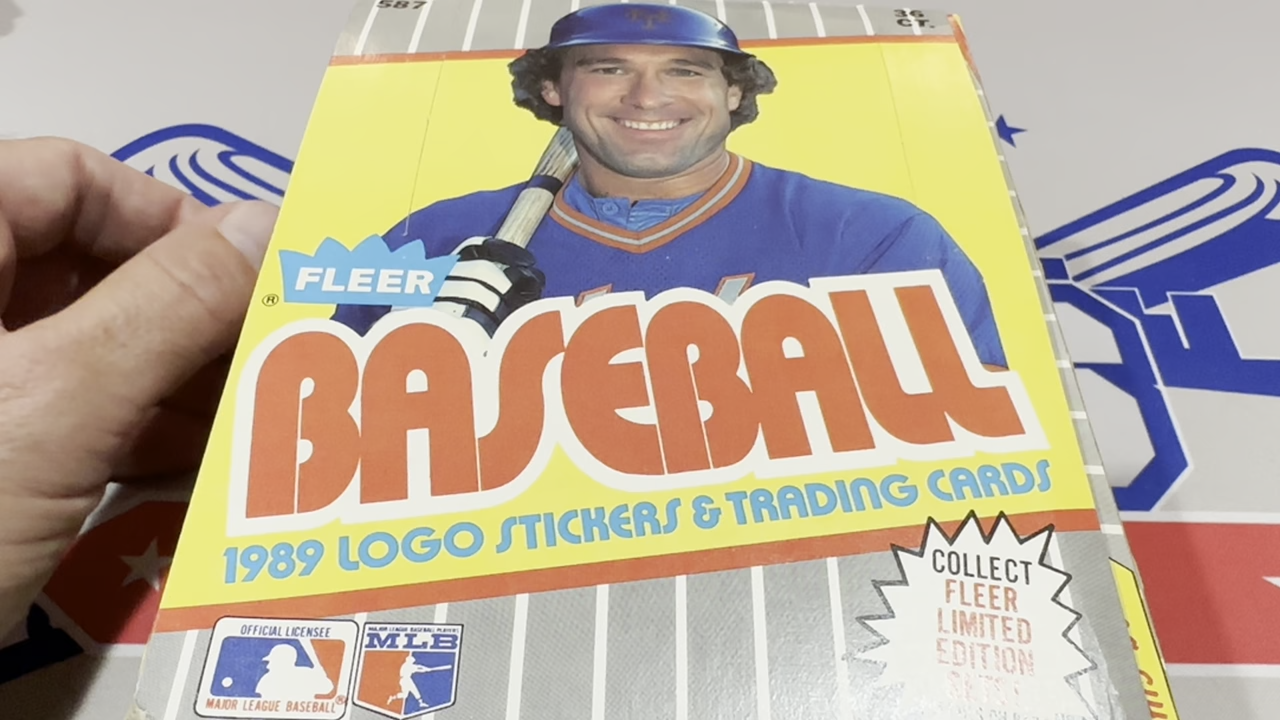 587
36
CT.
FLEER
®
BASEBALL
1989 LOGO STICKERS & TRADING CARDS
COLLECT
FLEER
LIMITED
EDITION
OFFICIAL LICENSEE
MAJOR LEAGUE BASEBALL®
MAJOR LEAGUE BASEBALL PLAYERS
MLB